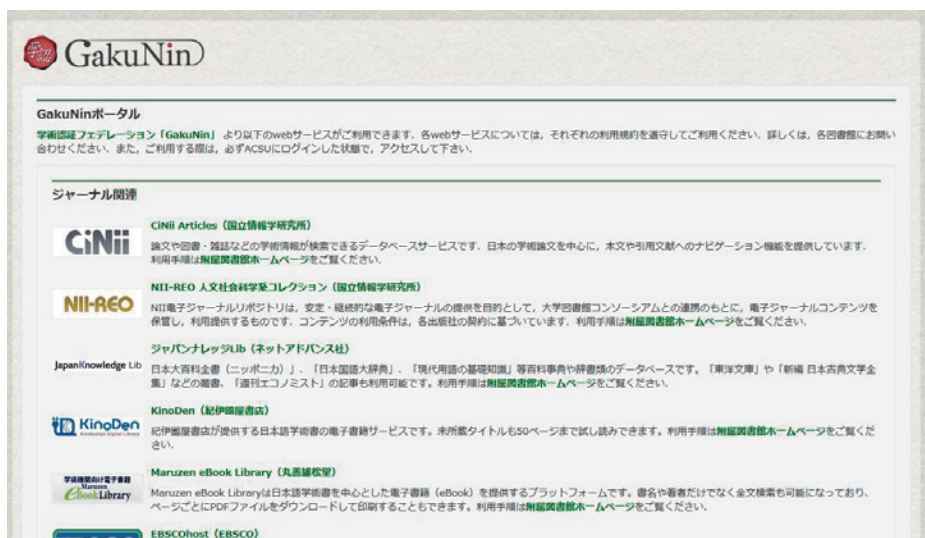 学認 GakuNin
GakuNinポータル
学術認証フェデレーション「GakuNin」 より以下のwebサービスがご利用できます．各webサービスについては，それぞれの利用規約を遵守してご利用ください．詳しくは，各図書館にお問い
合わせください．また，ご利用する際は，必ずACSUにログインした状態で，アクセスして下さい．
ジャーナル関連
CiNii
CiNii Articles（国立情報学研究所）
論文や図書・雑誌などの学術情報が検索できるデータベースサービスです．日本の学術論文を中心に，本文や引用文献へのナビゲーション機能を提供しています．
利用手順は附属図書館ホームページをご覧ください．
NII-REO
NII-REO 人文社会科学系コレクション（国立情報学研究所）
NII電子ジャーナルリポジトリは，安定・継続的な電子ジャーナルの提供を目的として，大学図書館コンソーシアムとの連携のもとに，電子ジャーナルコンテンツを
保管し，利用提供するものです．コンテンツの利用条件は，各出版社の契約に基づいています．利用手順は附属図書館ホームページをご覧ください．
JapanKnowledge Lib
ジャパンナレッジLib（ネットアドバンス社）
日本大百科全書（ニッポニカ）」、「日本国語大辞典」、「現代用語の基礎知識」等百科事典や辞書類のデータベースです。「東洋文庫」や「新編 日本古典文学全
集」などの叢書、「週刊エコノミスト」の記事も利用可能です。利用手順は附属図書館ホームページをご覧ください．
KinoDen
KinoDen（紀伊國屋書店）
紀伊國屋書店が提供する日本語学術書の電子書籍サービスです。未所蔵タイトルも50ページまで試し読みできます。利用手順は附属図書館ホームページをご覧くだ
さい．
学術機関向け電子書籍
Maruzen
eBook Library
Maruzen eBook Library（丸善雄松堂）
Maruzen eBook Libraryは日本語学術書を中心とした電子書籍（eBook）を提供するプラットフォームです。書名や著者だけでなく全文検索も可能になっており、
ページごとにPDFファイルをダウンロードして印刷することもできます。利用手順は附属図書館ホームページをご覧ください．
EBSCOhost（EBSCO）